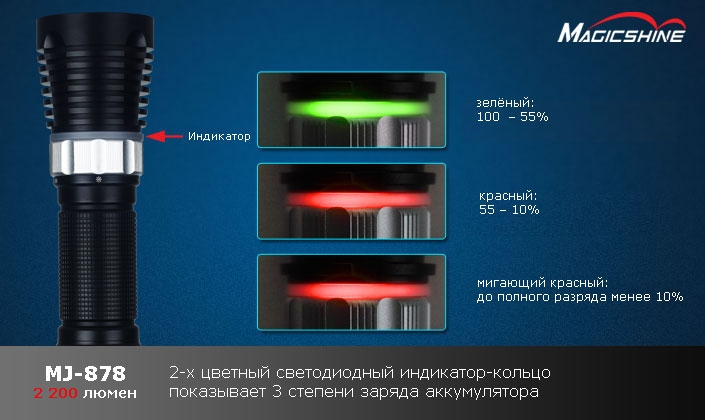 MAGICSHINE
зелёный:
100 – 55%
Индикатор
красный:
55 – 10%
мигающий красный:
до полного разряда менее 10%
MJ-878
2 200 люмен
2-х цветный светодиодный индикатор-кольцо
показывает 3 степени заряда аккумулятора